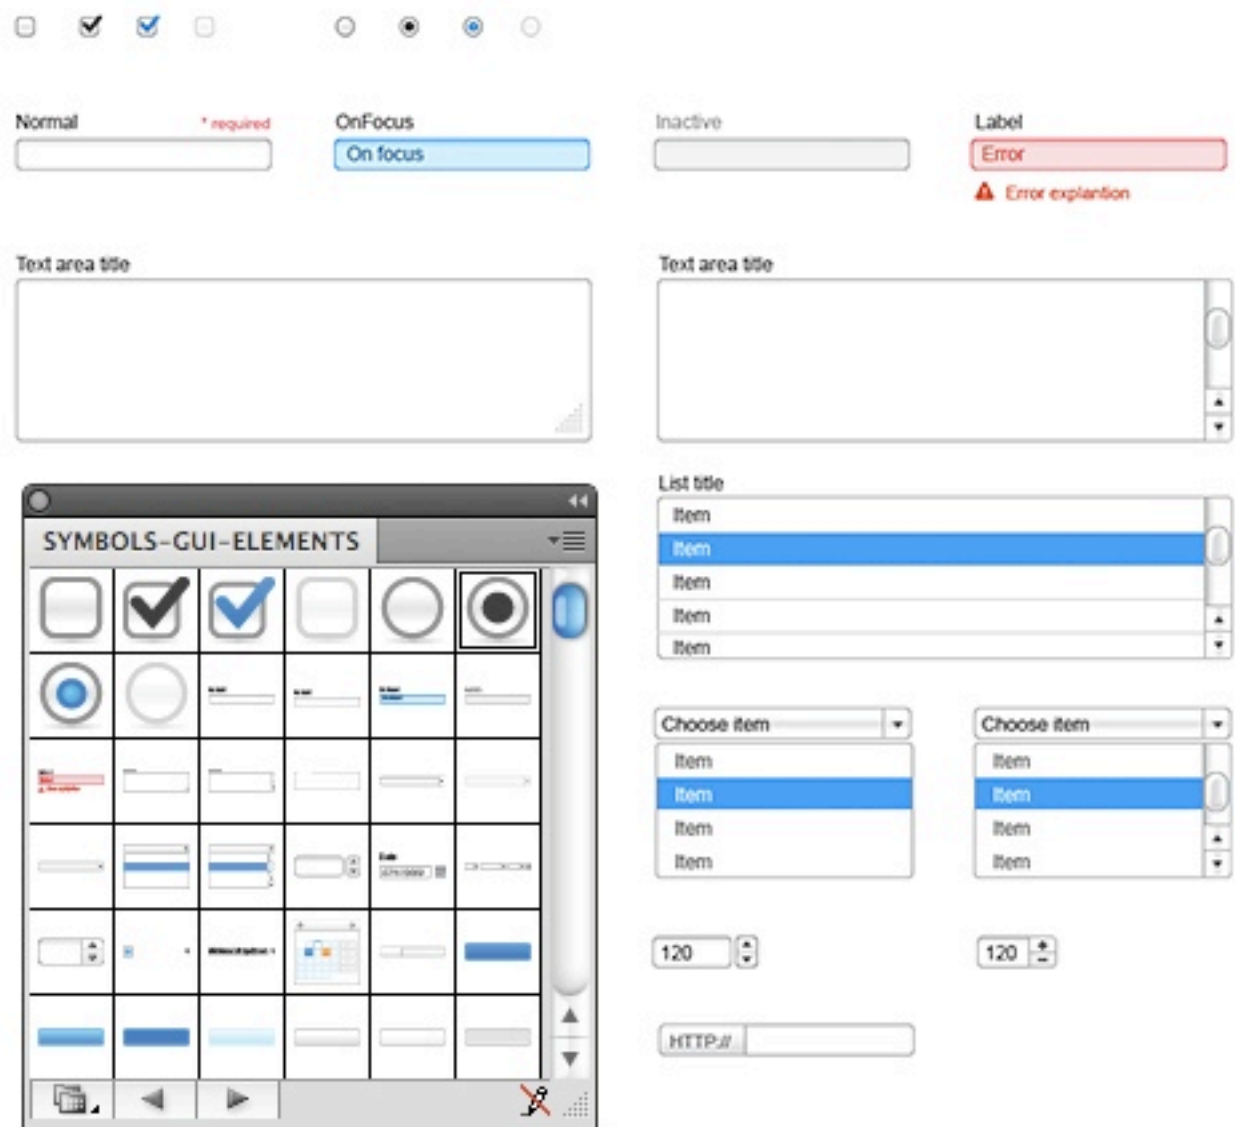 Normal
* required
OnFocus
On focus
Inactive
Label
Error
Error explantion
Text area title
Text area title
List title
Item
Item
Item
Item
Item
SYMBOLS-GUI-ELEMENTS
Choose item
Item
Item
Item
Item
Choose item
Item
Item
Item
Item
120
120
HTTP://